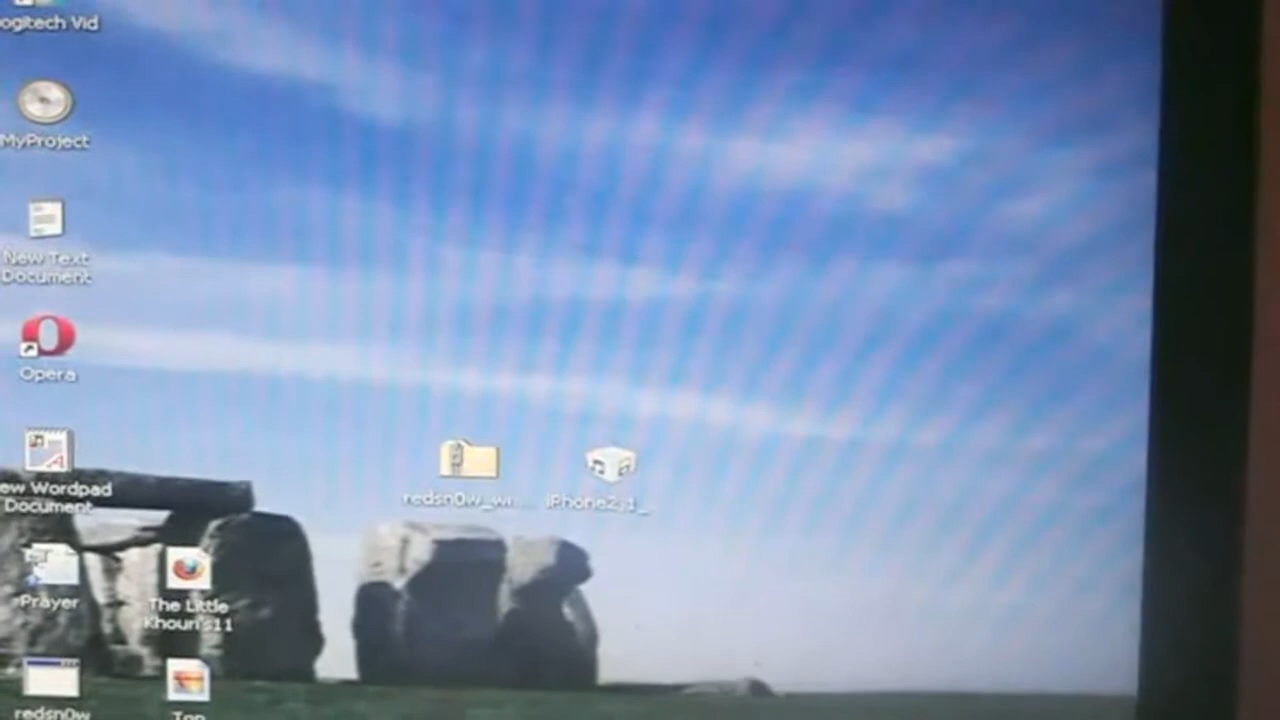 ogitech Vid
MyProject
New Text
Document
Opera
ew Wordpad
Document
redsn0w_wi...
iPhone2,1_
Prayer
The Little
Khouri's11
redsn0w
Top